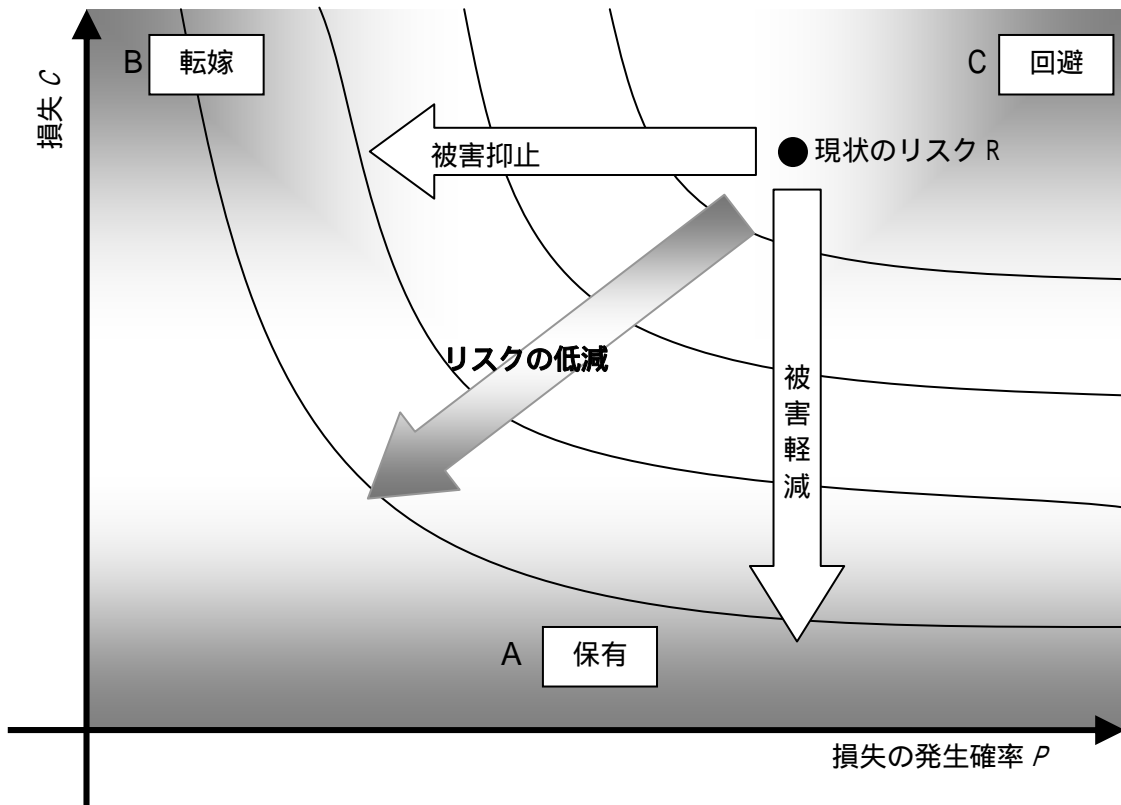 B 転嫁
C 回避
損失 C
被害抑止
現状のリスク R
リスクの低減
被害軽減
A 保有
損失の発生確率 P